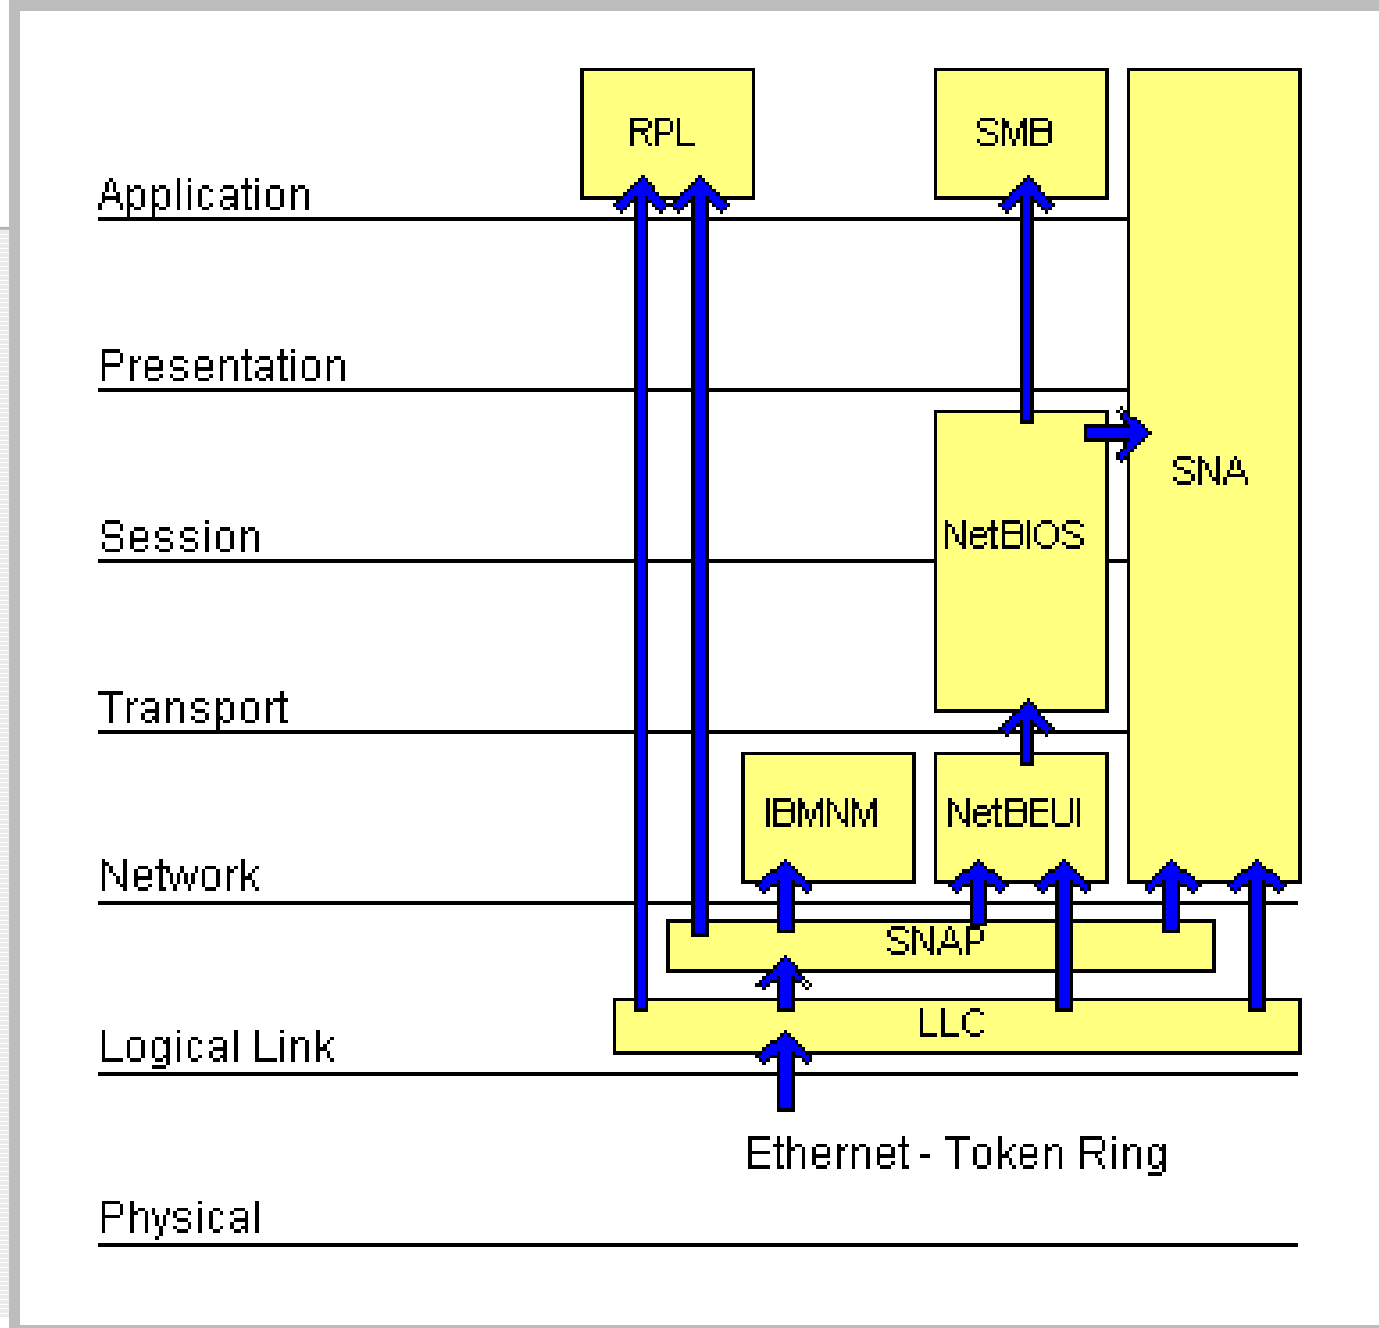 RPL
SMB
Application
Presentation
SNA
Session
NetBIOS
Transport
IBMNM
NetBEUI
Network
SNAP
LLC
Logical Link
Ethernet - Token Ring
Physical